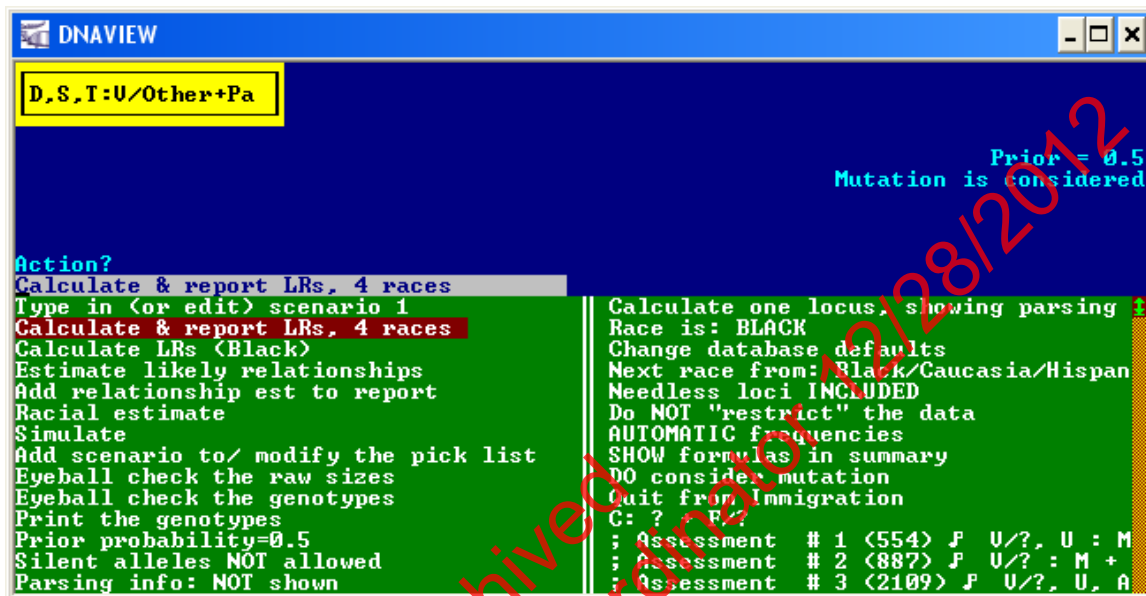 DNAVIEW
D,S,T:V/Other+Pa
Prior = 0.5
Mutation is considered
Action?
Calculate & report LRs, 4 races
Type in (or edit) scenario 1
Calculate & report LRs, 4 races
Calculate LRs (Black)
Estimate likely relationships
Add relationship est to report
Racial estimate
Simulate
Add scenario to/ modify the pick list
Eyeball check the raw sizes
Eyeball check the genotypes
Print the genotypes
Prior probability=0.5
Silent alleles NOT allowed
Parsing info: NOT shown
Calculate one locus, showing parsing
Race is: BLACK
Change database defaults
Next race from: Black/Caucasia/Hispan
Needless loci INCLUDED
Do NOT "restrict" the data
AUTOMATIC frequencies
SHOW formulas in summary
DO consider mutation
Quit from Immigration
C: ? + F/?
; Assessment # 1 (554) V/?, U : M
; Assessment # 2 (887) V/? : M +
; Assessment # 3 (2109) V/?, U, A
hived
rdinator 12/28/2012